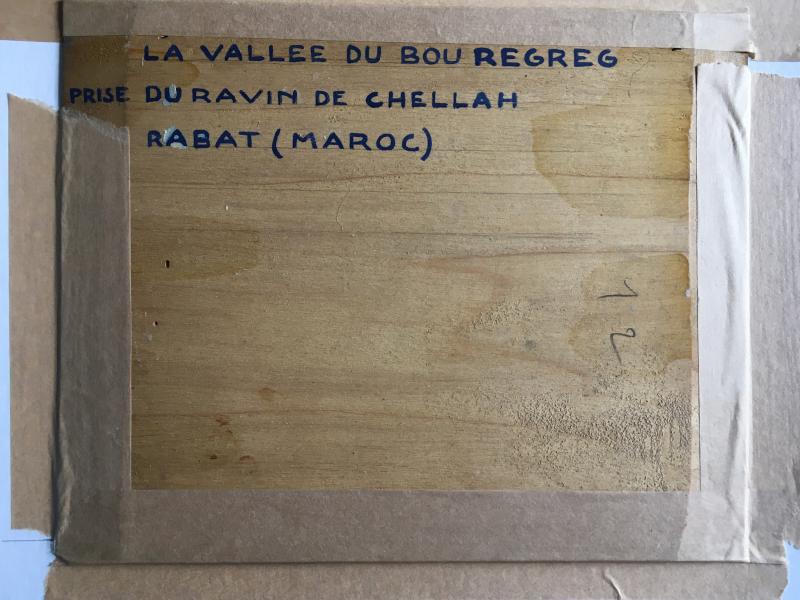 LA VALLEE DU BOU REGREG
PRISE DU RAVIN DE CHELLAH
RABAT (MAROC)
12